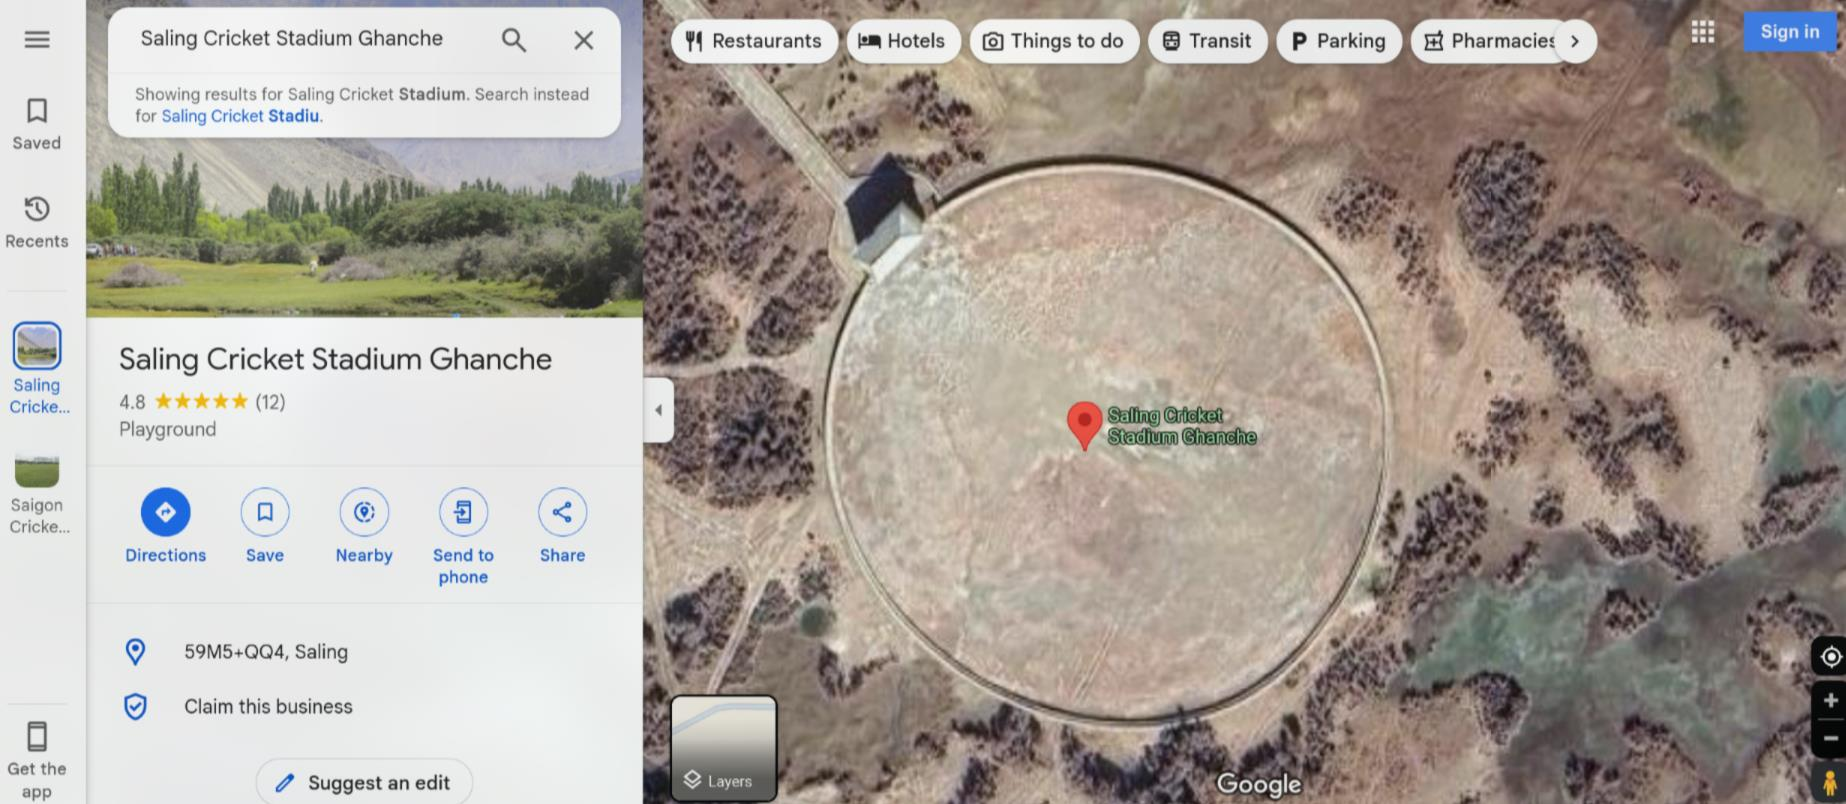 Saling Cricket Stadium Ghanche
Showing results for Saling Cricket Stadium. Search instead
for Saling Cricket Stadiu.
Saved
Recents
Saling
Cricke...
Saigon
Cricke...
Get the
app
Saling Cricket Stadium Ghanche
4.8 (12)
Playground
Directions
Save
Nearby
Send to
phone
Share
59M5+QQ4, Saling
Claim this business
Suggest an edit
Restaurants
Hotels
Things to do
Transit
Parking
Pharmacies
Sign in
Saling Cricket
Stadium Ghanche
Layers
Google